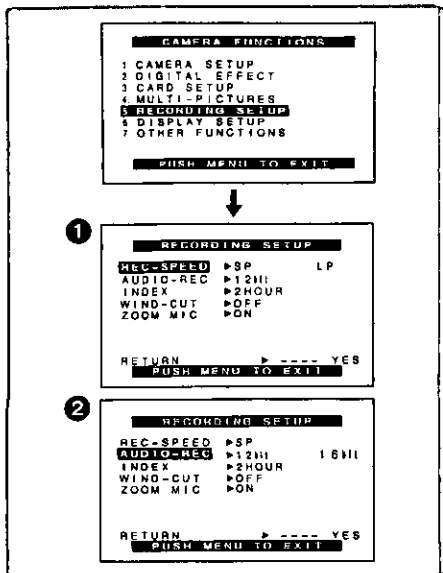 CAMERA FUNCTIONS
1 CAMERA SETUP
2 DIGITAL EFFECT
3 CARD SETUP
4 MULTI-PICTURES
5 RECORDING SETUP
6 DISPLAY SETUP
7 OTHER FUNCTIONS
PUSH MENU TO EXIT
1
RECORDING SETUP
REC-SPEED ▶SP LP
AUDIO-REC ▶12bit
INDEX ▶2HOUR
WIND-CUT ▶OFF
ZOOM MIC ▶ON
RETURN ▶ ---- YES
PUSH MENU TO EXIT
2
RECORDING SETUP
REC-SPEED ▶SP
AUDIO-REC ▶12bit 16bit
INDEX ▶2HOUR
WIND-CUT ▶OFF
ZOOM MIC ▶ON
RETURN ▶ ---- YES
PUSH MENU TO EXIT